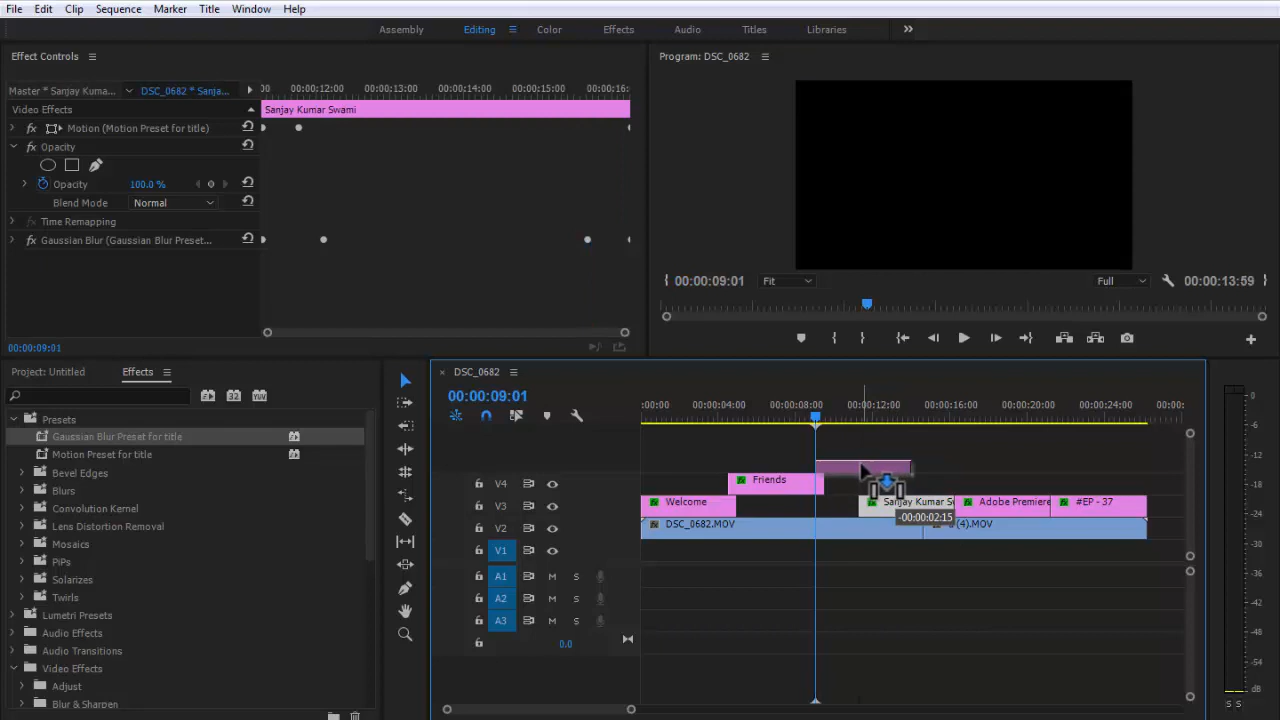 File Edit Clip Sequence Marker Title Window Help
Assembly Editing Color Effects Audio Titles Libraries
Effect Controls
Program: DSC_0682
Master * Sanjay Kuma... DSC_0682 * Sanja...
:00 00:00:12:00 00:00:13:00 00:00:14:00 00:00:15:00 00:00:16:
Video Effects
Sanjay Kumar Swami
fx Motion (Motion Preset for title)
fx Opacity
Opacity 100.0 %
Blend Mode Normal
fx Time Remapping
fx Gaussian Blur (Gaussian Blur Preset...
00:00:09:01 Fit Full 00:00:13:59
00:00:09:01
Project: Untitled Effects
DSC_0682
00:00:09:01
:00:00 00:00:04:00 00:00:08:00 00:00:12:00 00:00:16:00 00:00:20:00 00:00:24:00 00:00:
32 YUV
Presets
Gaussian Blur Preset for title
Motion Preset for title
Bevel Edges
Blurs
Convolution Kernel
Lens Distortion Removal
Mosaics
PiPs
Solarizes
Twirls
Lumetri Presets
Audio Effects
Audio Transitions
Video Effects
Adjust
Blur & Sharpen
V4 Friends
V3 Welcome Sanjay Kumar S Adobe Premiere #EP - 37
-00:00:02:15
V2 DSC_0682.MOV (4).MOV
V1
A1 M S
A2 M S
A3 M S
0.0
0
-6
-12
-18
-24
-30
-36
-42
-48
-54
dB
S S